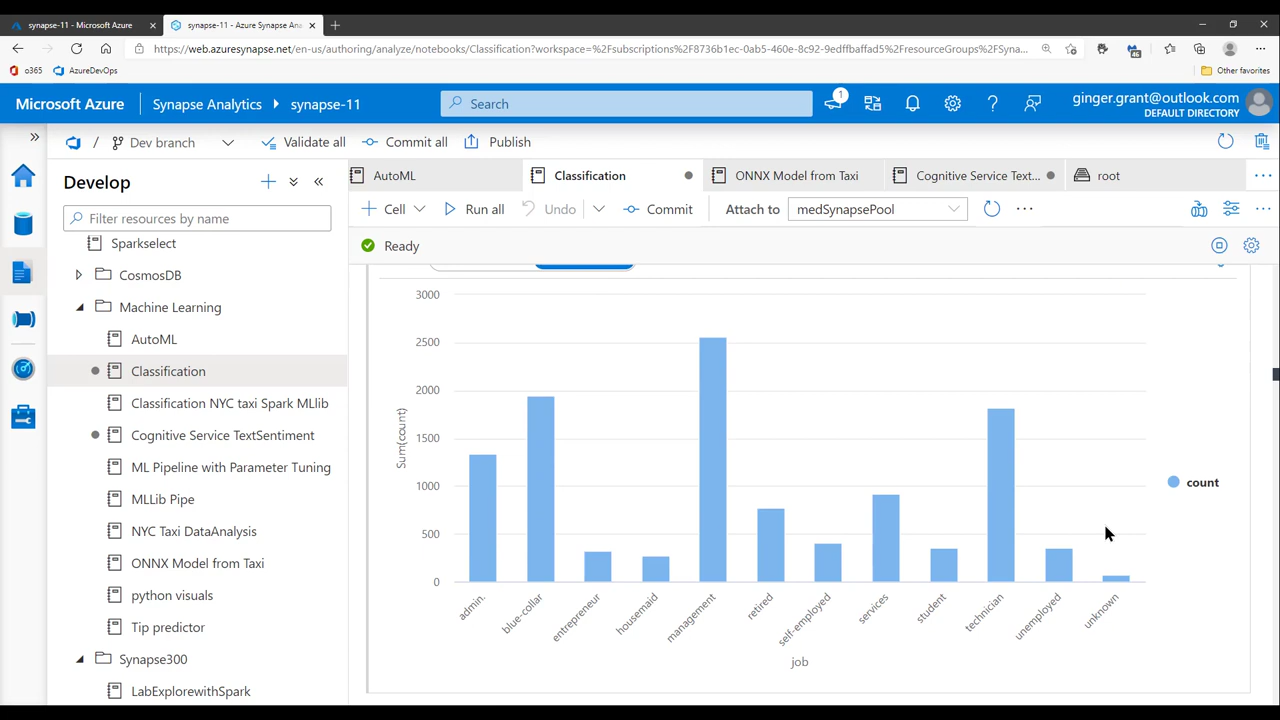 synapse-11 - Microsoft Azure
synapse-11 - Azure Synapse Ana
https://web.azuresynapse.net/en-us/authoring/analyze/notebooks/Classification?workspace=%2Fsubscriptions%2F8736b1ec-0ab5-460e-8c92-9edffbaffad5%2FresourceGroups%2FSyna...
46
o365
AzureDevOps
Other favorites
Microsoft Azure
Synapse Analytics
synapse-11
Search
1
ginger.grant@outlook.com
DEFAULT DIRECTORY
Dev branch
Validate all
Commit all
Publish
Develop
Filter resources by name
Sparkselect
CosmosDB
Machine Learning
AutoML
Classification
Classification NYC taxi Spark MLlib
Cognitive Service TextSentiment
ML Pipeline with Parameter Tuning
MLLib Pipe
NYC Taxi DataAnalysis
ONNX Model from Taxi
python visuals
Tip predictor
Synapse300
LabExplorewithSpark
AutoML
Classification
ONNX Model from Taxi
Cognitive Service Text...
root
Cell
Run all
Undo
Commit
Attach to
medSynapsePool
Ready
3000
2500
2000
1500
1000
500
0
Sum(count)
admin.
blue-collar
entrepreneur
housemaid
management
retired
self-employed
services
student
technician
unemployed
unknown
job
count